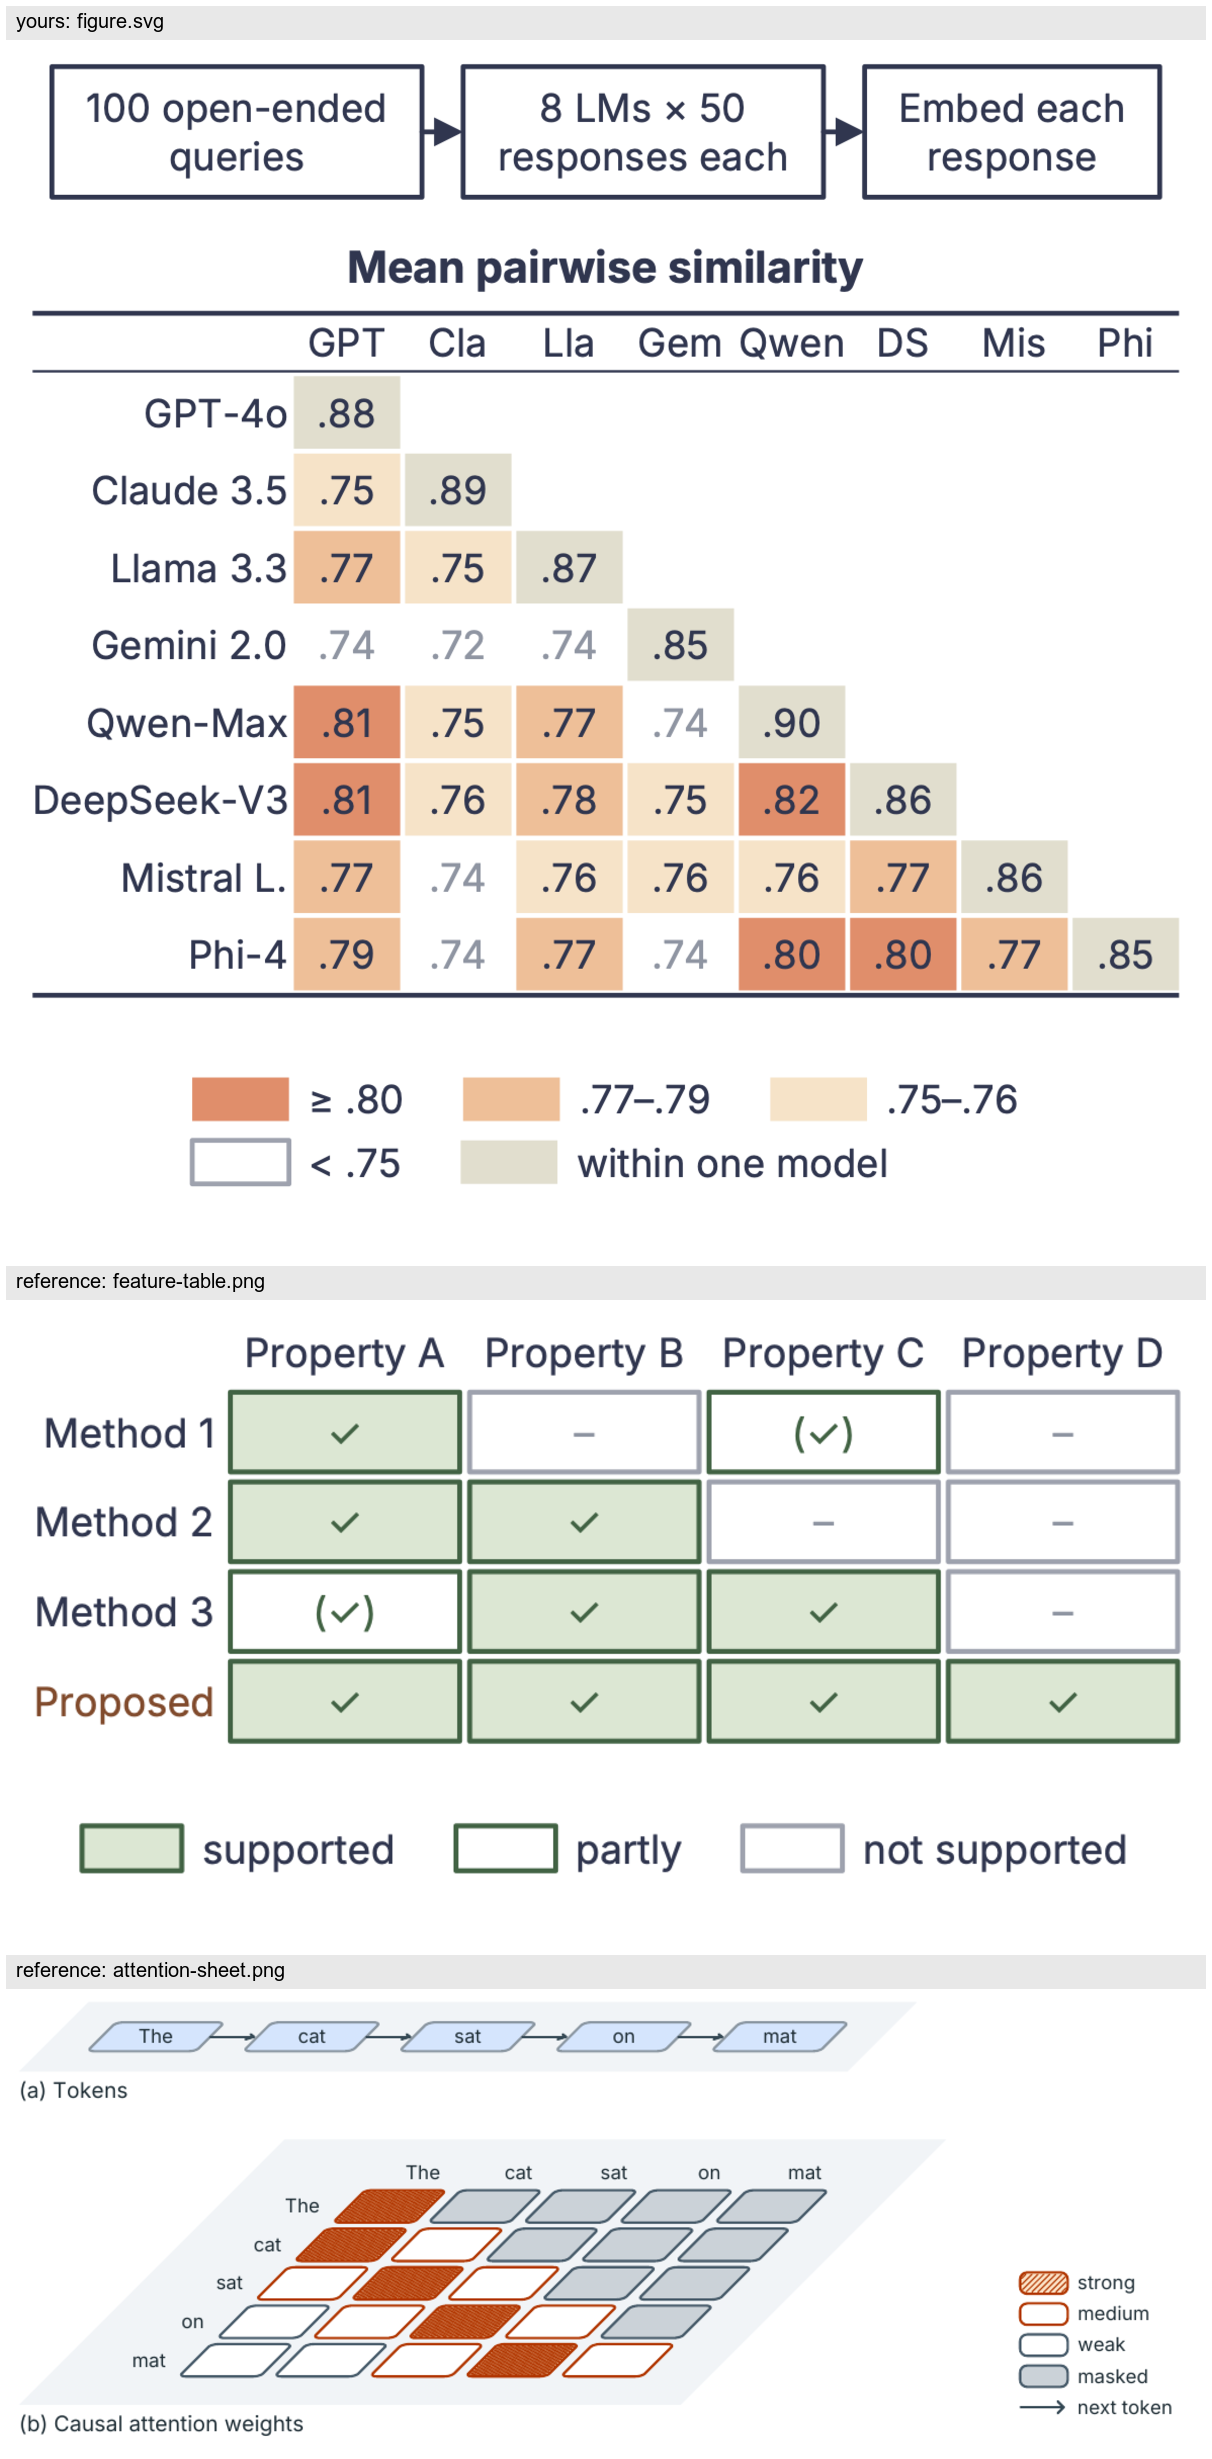 yours: figure.svg
100 open-ended queries
8 LMs × 50 responses each
Embed each response
Mean pairwise similarity
GPT Cla Lla Gem Qwen DS Mis Phi
GPT-4o .88
Claude 3.5 .75 .89
Llama 3.3 .77 .75 .87
Gemini 2.0 .74 .72 .74 .85
Qwen-Max .81 .75 .77 .74 .90
DeepSeek-V3 .81 .76 .78 .75 .82 .86
Mistral L. .77 .74 .76 .76 .76 .77 .86
Phi-4 .79 .74 .77 .74 .80 .80 .77 .85
≥ .80 .77–.79 .75–.76
< .75 within one model
reference: feature-table.png
Property A Property B Property C Property D
Method 1 ✓ – (✓) –
Method 2 ✓ ✓ – –
Method 3 (✓) ✓ ✓ –
Proposed ✓ ✓ ✓ ✓
supported partly not supported
reference: attention-sheet.png
The cat sat on mat
(a) Tokens
The cat sat on mat
The
cat
sat
on
mat
strong
medium
weak
masked
next token
(b) Causal attention weights